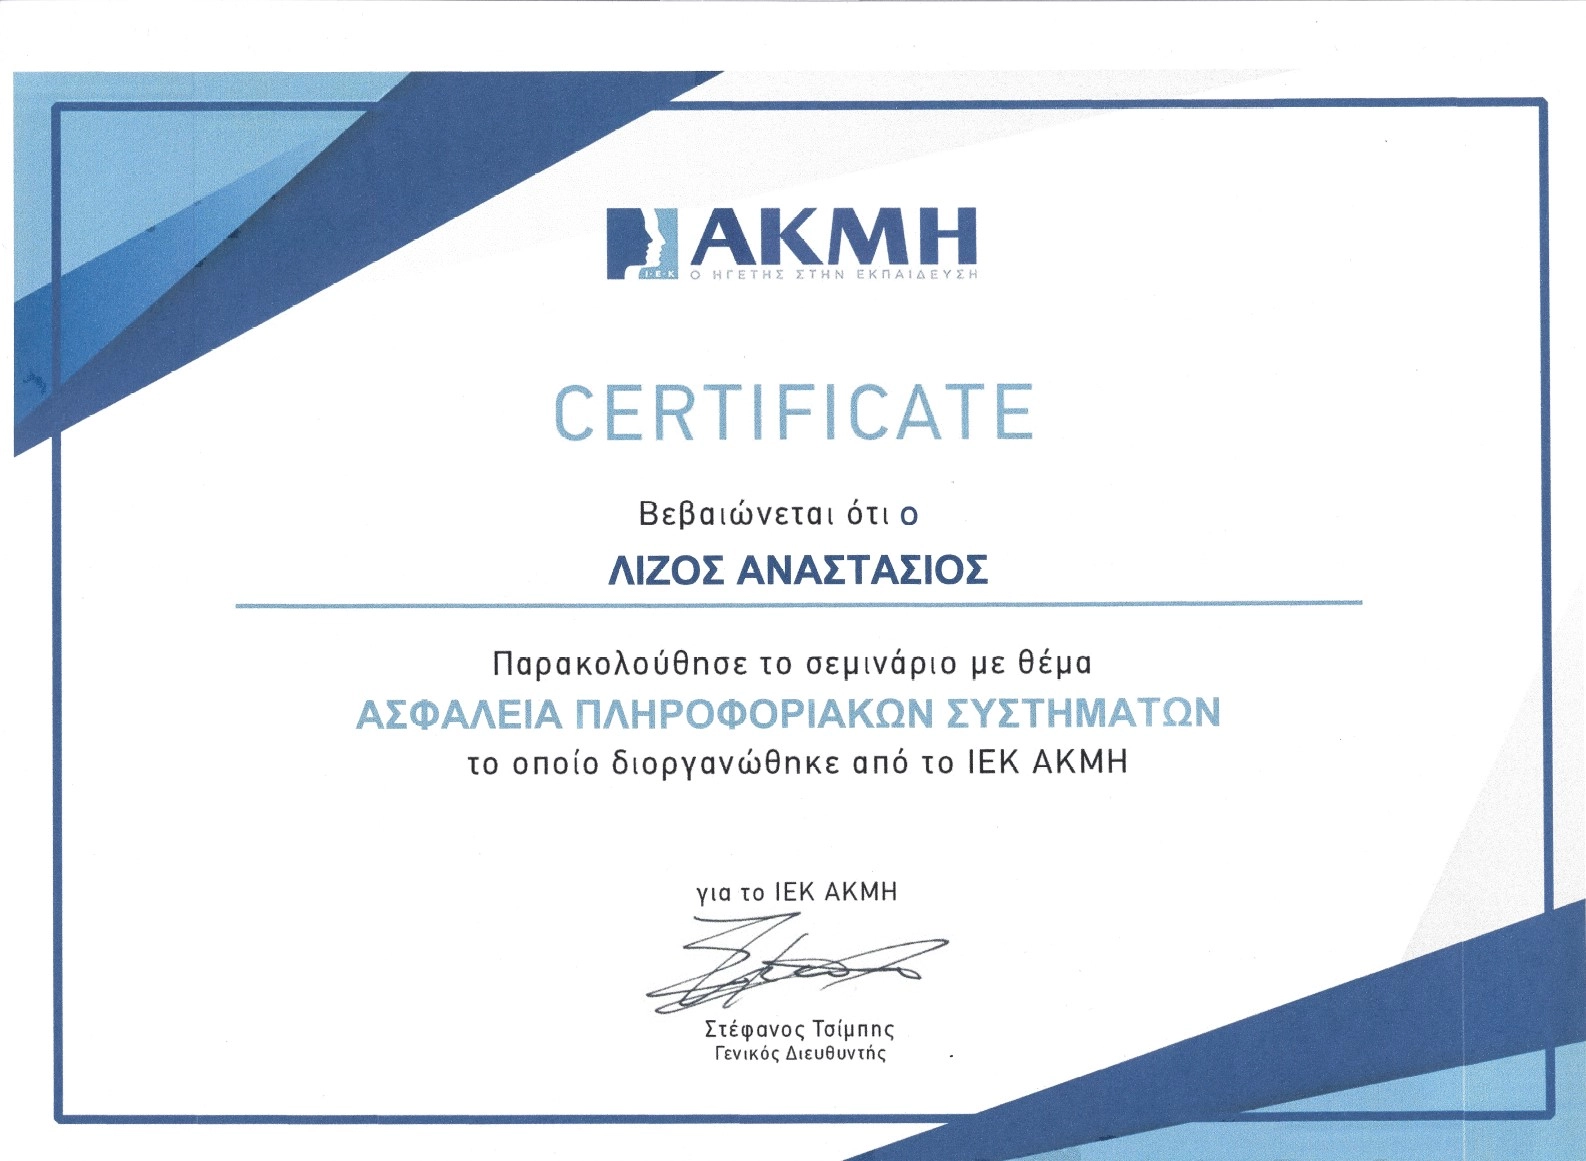 ΑΚΜΗ
Ι·Ε·Κ
Ο ΗΓΕΤΗΣ ΣΤΗΝ ΕΚΠΑΙΔΕΥΣΗ
CERTIFICATE
Βεβαιώνεται ότι ο
ΛΙΖΟΣ ΑΝΑΣΤΑΣΙΟΣ
Παρακολούθησε το σεμινάριο με θέμα
ΑΣΦΑΛΕΙΑ ΠΛΗΡΟΦΟΡΙΑΚΩΝ ΣΥΣΤΗΜΑΤΩΝ
το οποίο διοργανώθηκε από το ΙΕΚ ΑΚΜΗ
για το ΙΕΚ ΑΚΜΗ
Στέφανος Τσίμπης
Γενικός Διευθυντής